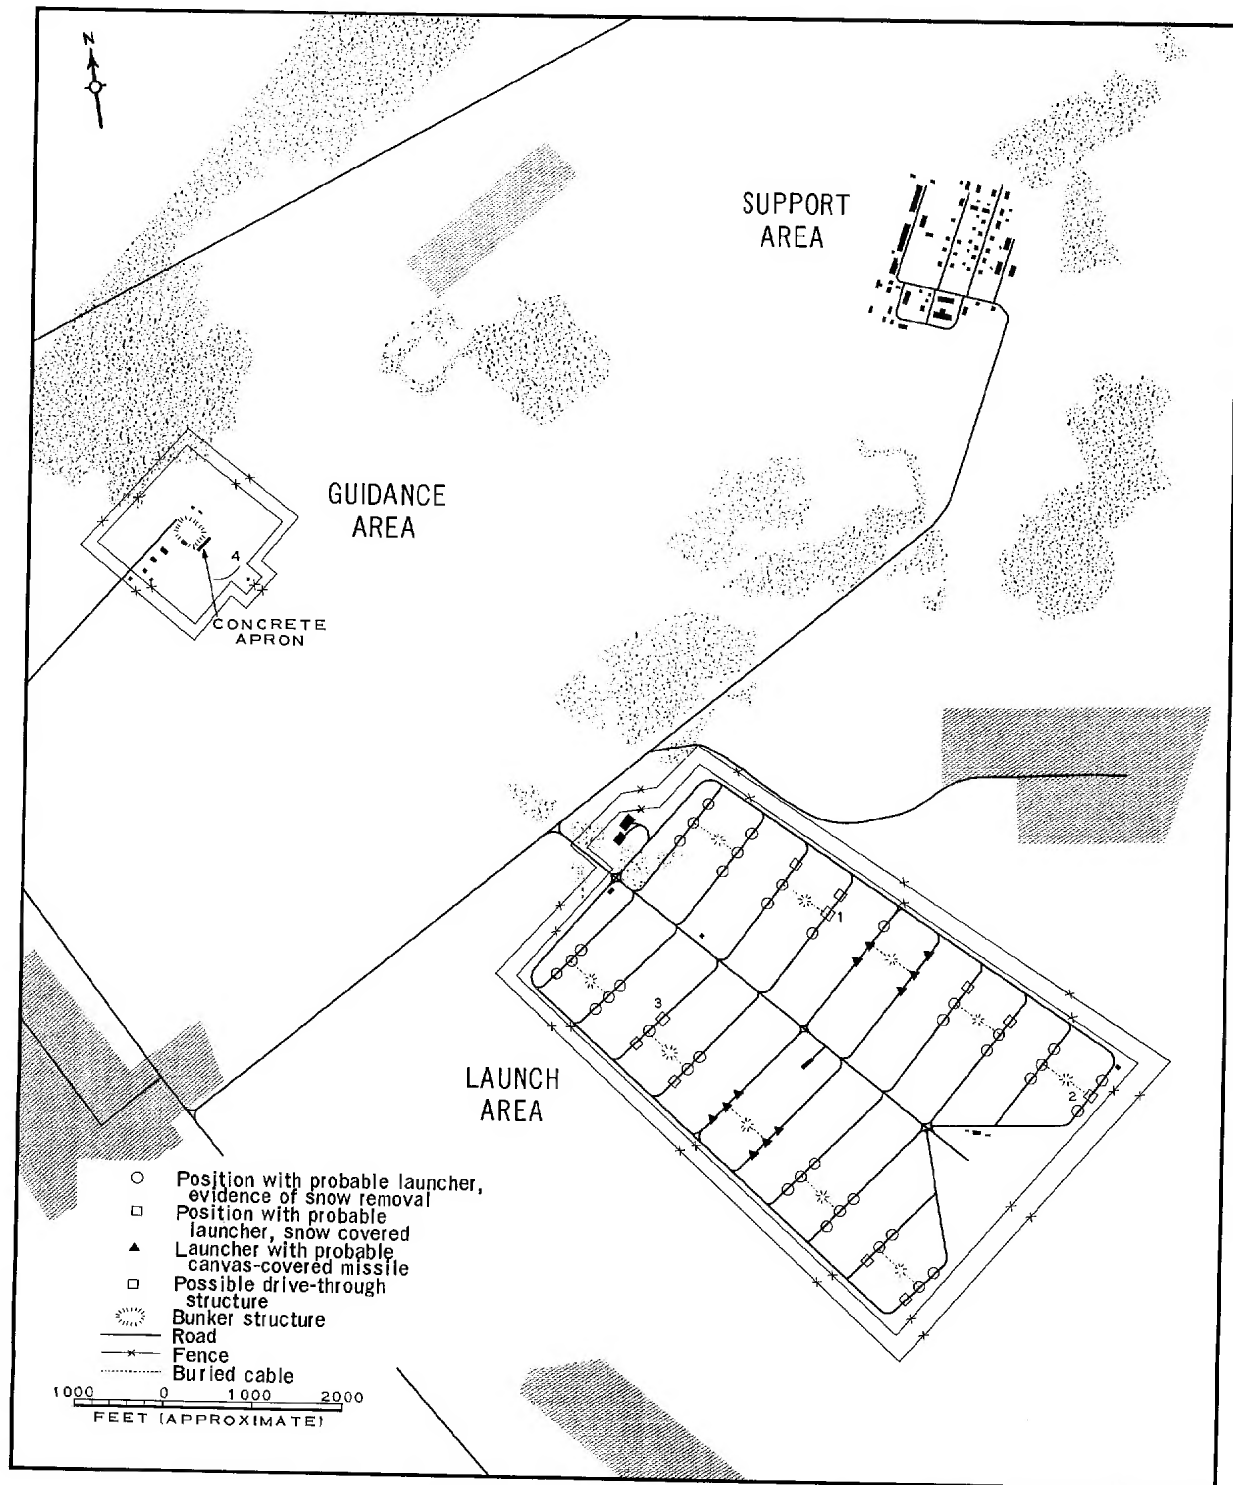 N
SUPPORT
AREA
GUIDANCE
AREA
4
CONCRETE
APRON
1
3
2
LAUNCH
AREA
Position with probable launcher,
evidence of snow removal
Position with probable
launcher, snow covered
Launcher with probable
canvas-covered missile
Possible drive-through
structure
Bunker structure
Road
Fence
Buried cable
1000 0 1000 2000
FEET (APPROXIMATE)